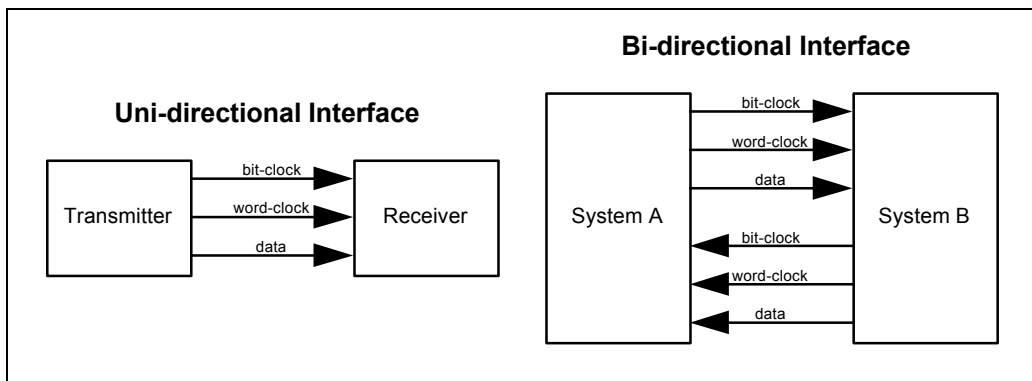 Uni-directional Interface
Transmitter
bit-clock
word-clock
data
Receiver
Bi-directional Interface
System A
bit-clock
word-clock
data
bit-clock
word-clock
data
System B